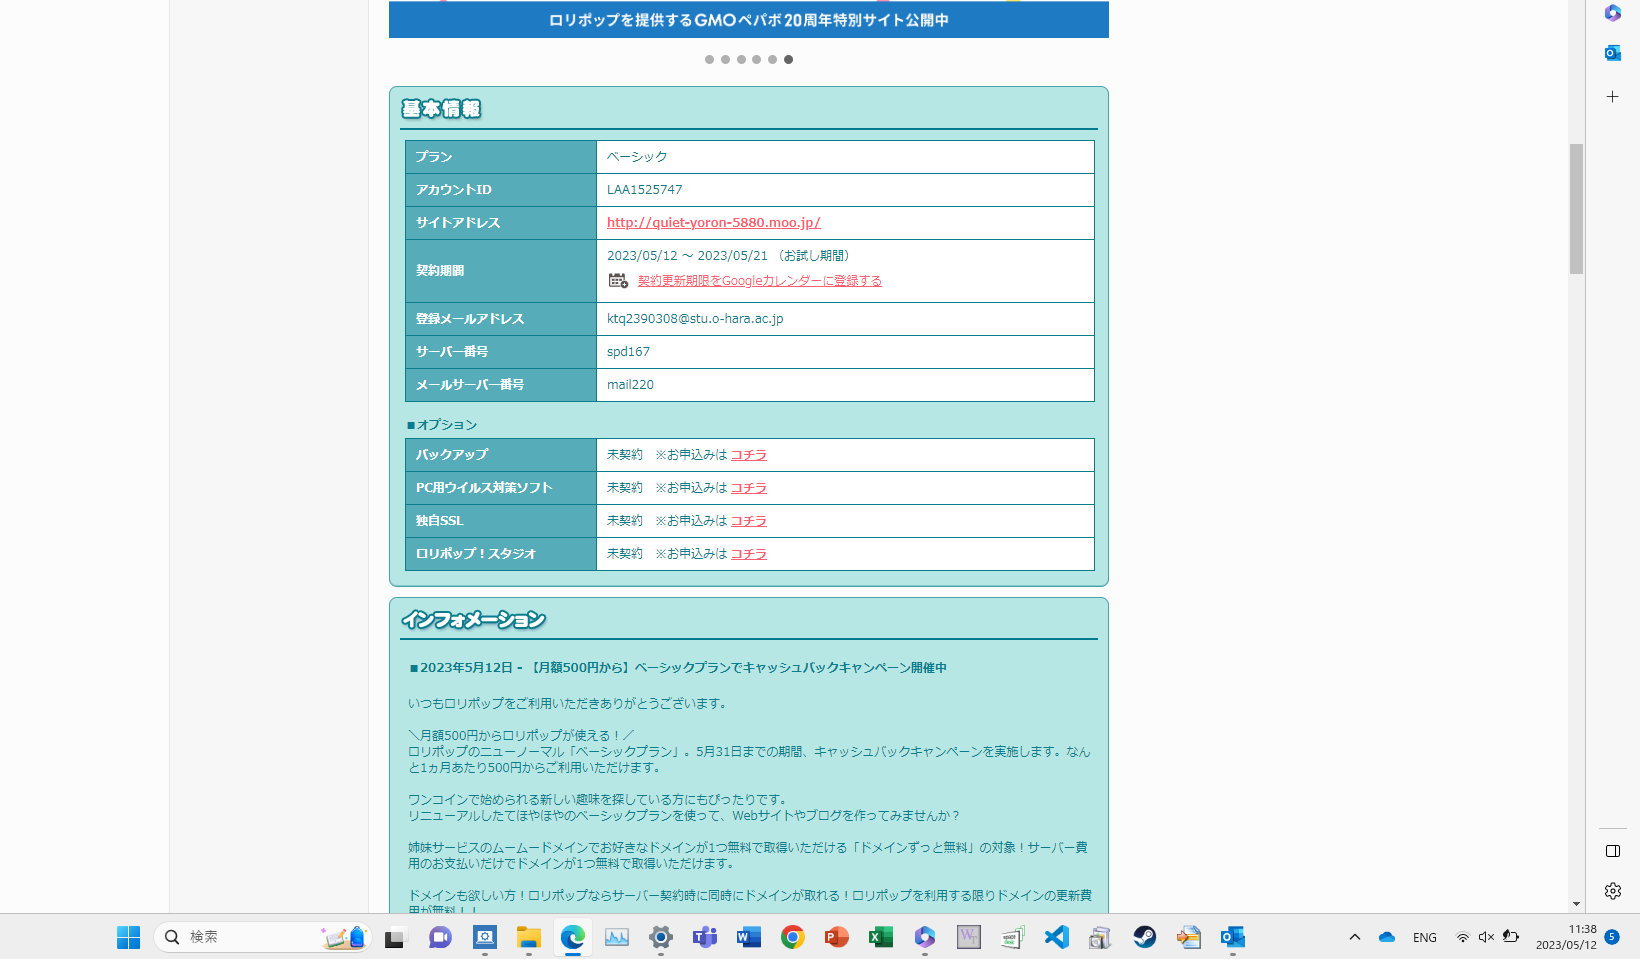 ロリポップを提供するGMOペパボ20周年特別サイト公開中
基本情報
プラン ベーシック
アカウントID LAA1525747
サイトアドレス http://quiet-yoron-5880.moo.jp/
契約期間 2023/05/12 ～ 2023/05/21 （お試し期間）
契約更新期限をGoogleカレンダーに登録する
登録メールアドレス ktq2390308@stu.o-hara.ac.jp
サーバー番号 spd167
メールサーバー番号 mail220
■オプション
バックアップ 未契約　※お申込みは コチラ
PC用ウイルス対策ソフト 未契約　※お申込みは コチラ
独自SSL 未契約　※お申込みは コチラ
ロリポップ！スタジオ 未契約　※お申込みは コチラ
インフォメーション
■2023年5月12日 - 【月額500円から】ベーシックプランでキャッシュバックキャンペーン開催中
いつもロリポップをご利用いただきありがとうございます。
＼月額500円からロリポップが使える！／
ロリポップのニューノーマル「ベーシックプラン」。5月31日までの期間、キャッシュバックキャンペーンを実施します。なん
と1ヵ月あたり500円からご利用いただけます。
ワンコインで始められる新しい趣味を探している方にもぴったりです。
リニューアルしたてほやほやのベーシックプランを使って、Webサイトやブログを作ってみませんか？
姉妹サービスのムームードメインでお好きなドメインが1つ無料で取得いただける「ドメインずっと無料」の対象！サーバー費
用のお支払いだけでドメインが1つ無料で取得いただけます。
ドメインも欲しい方！ロリポップならサーバー契約時に同時にドメインが取れる！ロリポップを利用する限りドメインの更新費
用が無料！！
検索
ENG
11:38
2023/05/12
5